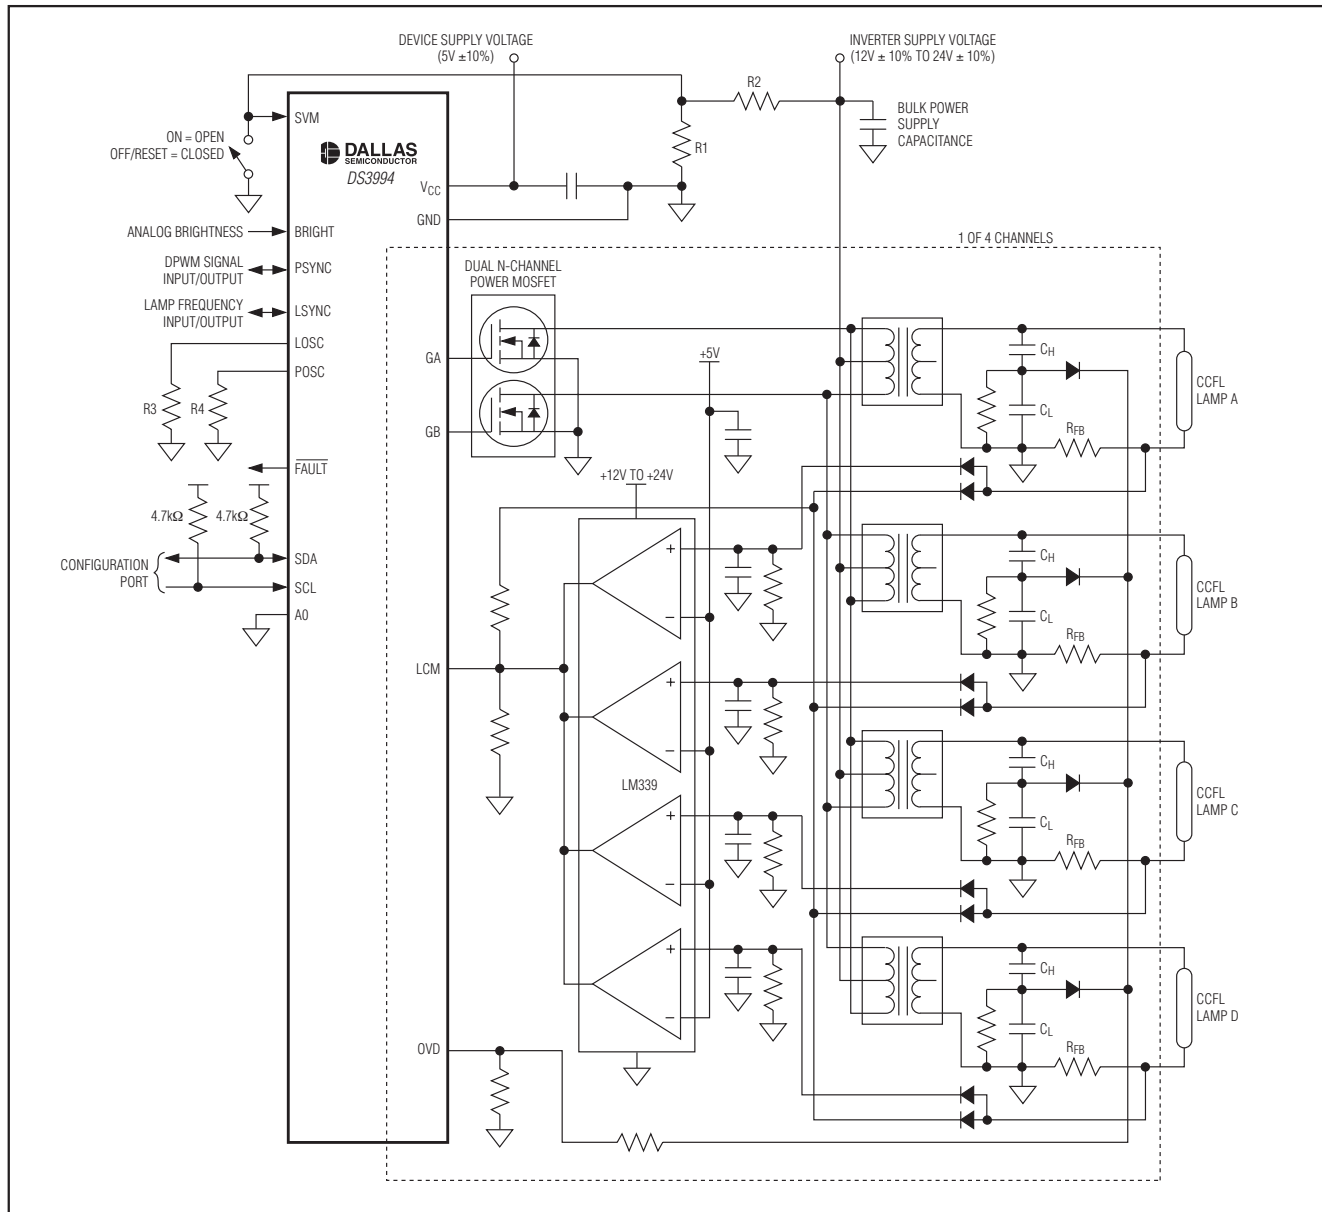 DEVICE SUPPLY VOLTAGE
(5V ±10%)
INVERTER SUPPLY VOLTAGE
(12V ± 10% TO 24V ± 10%)
R2
BULK POWER
SUPPLY
CAPACITANCE
SVM
ON = OPEN
OFF/RESET = CLOSED
DALLAS
SEMICONDUCTOR
DS3994
R1
VCC
GND
ANALOG BRIGHTNESS
BRIGHT
1 OF 4 CHANNELS
DPWM SIGNAL
INPUT/OUTPUT
PSYNC
DUAL N-CHANNEL
POWER MOSFET
LAMP FREQUENCY
INPUT/OUTPUT
LSYNC
LOSC
POSC
GA
+5V
CH
CCFL
LAMP A
R3
R4
CL
GB
RFB
FAULT
+12V TO +24V
4.7kΩ
4.7kΩ
CONFIGURATION
PORT
SDA
SCL
A0
+
−
CH
CL
RFB
CCFL
LAMP B
LCM
+
−
LM339
CH
CL
RFB
CCFL
LAMP C
+
−
+
−
CH
CL
RFB
CCFL
LAMP D
OVD